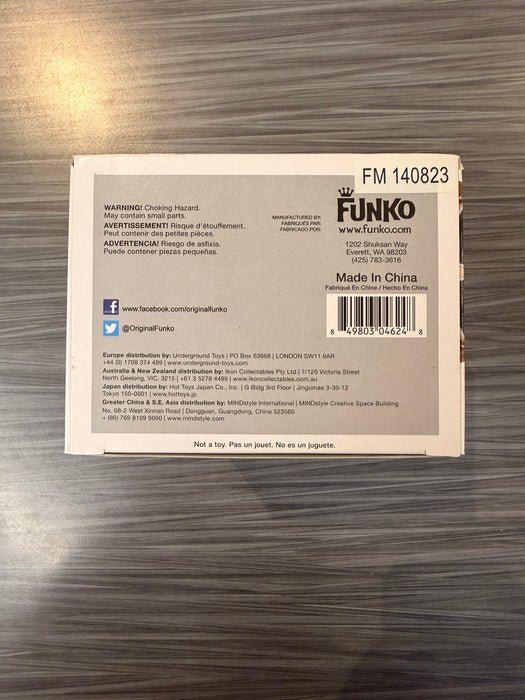 FM 140823
WARNING! Choking Hazard.
May contain small parts.
AVERTISSEMENT! Risque d'étouffement.
Peut contenir des petites pièces.
ADVERTENCIA! Riesgo de asfixia.
Puede contener piezas pequeñas.
MANUFACTURED BY:
FABRIQUÉS PAR:
FABRICADO POR:
FUNKO
www.funko.com
1202 Shuksan Way
Everett, WA 98203
(425) 783-3616
Made In China
Fabriqué En Chine / Hecho En China
8 49803 04624 8
f www.facebook.com/originalfunko
@OriginalFunko
Europe distribution by: Underground Toys | PO Box 63668 | LONDON SW11 9AR
+44 (0) 1708 374 499 | www.underground-toys.com
Australia & New Zealand distribution by: Ikon Collectables Pty Ltd | 7/120 Victoria Street
North Geelong, VIC, 3215 | +61 3 5278 4499 | www.ikoncollectables.com.au
Japan distribution by: Hot Toys Japan Co., Inc. | G Bldg 3rd Floor | Jingumae 3-30-12
Tokyo 150-0001 | www.hottoys.jp
Greater China & S.E. Asia distribution by: MINDstyle International | MINDstyle Creative Space Building
No. 68-2 West Xinnan Road | Dongguan, Guangdong, China 523560
+ (86) 769 8109 9090 | www.mindstyle.com
Not a toy. Pas un jouet. No es un juguete.